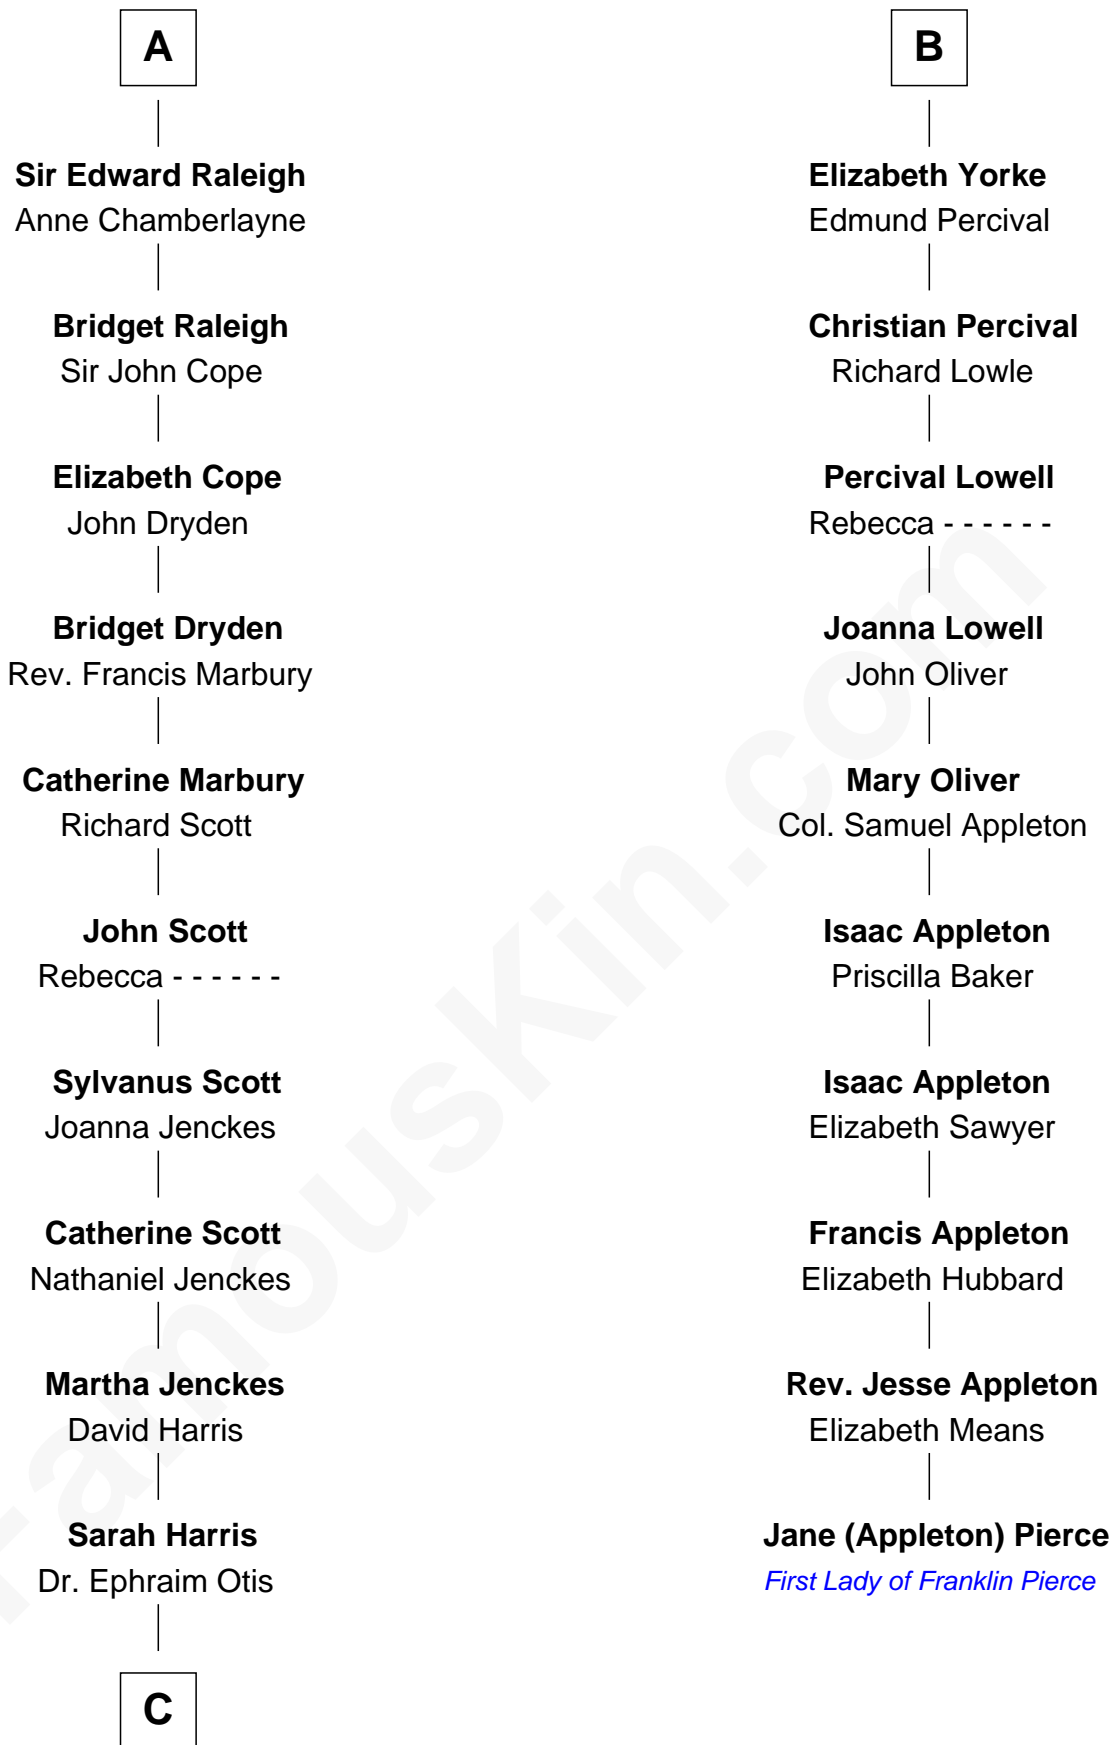 A
Sir Edward Raleigh
Anne Chamberlayne
Bridget Raleigh
Sir John Cope
Elizabeth Cope
John Dryden
Bridget Dryden
Rev. Francis Marbury
Catherine Marbury
Richard Scott
John Scott
Rebecca - - - - - -
Sylvanus Scott
Joanna Jenckes
Catherine Scott
Nathaniel Jenckes
Martha Jenckes
David Harris
Sarah Harris
Dr. Ephraim Otis
C
B
Elizabeth Yorke
Edmund Percival
Christian Percival
Richard Lowle
Percival Lowell
Rebecca - - - - - -
Joanna Lowell
John Oliver
Mary Oliver
Col. Samuel Appleton
Isaac Appleton
Priscilla Baker
Isaac Appleton
Elizabeth Sawyer
Francis Appleton
Elizabeth Hubbard
Rev. Jesse Appleton
Elizabeth Means
Jane (Appleton) Pierce
First Lady of Franklin Pierce
FamousKin.com